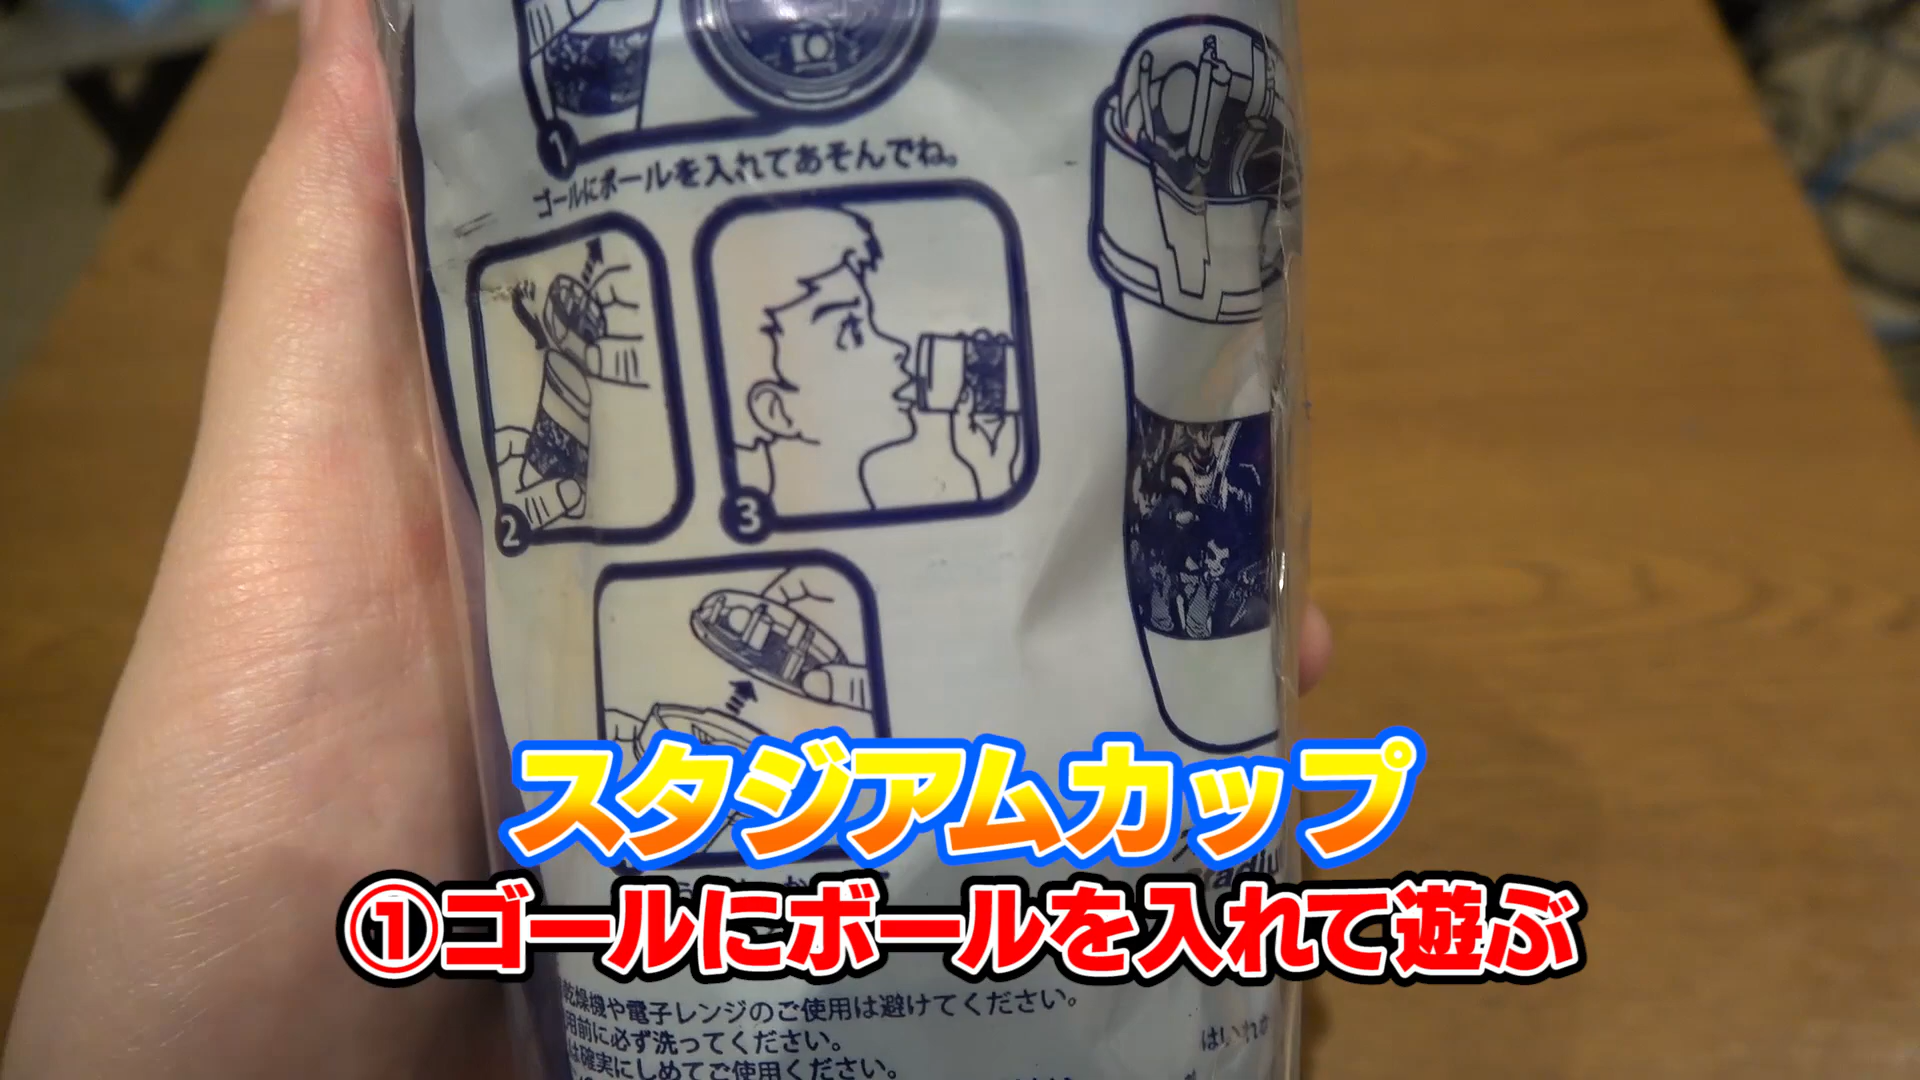 1
ゴールにボールを入れてあそんでね。
2
3
スタジアムカップ
①ゴールにボールを入れて遊ぶ
乾燥機や電子レンジのご使用は避けてください。
用前に必ず洗ってください。
は確実にしめてご使用ください。